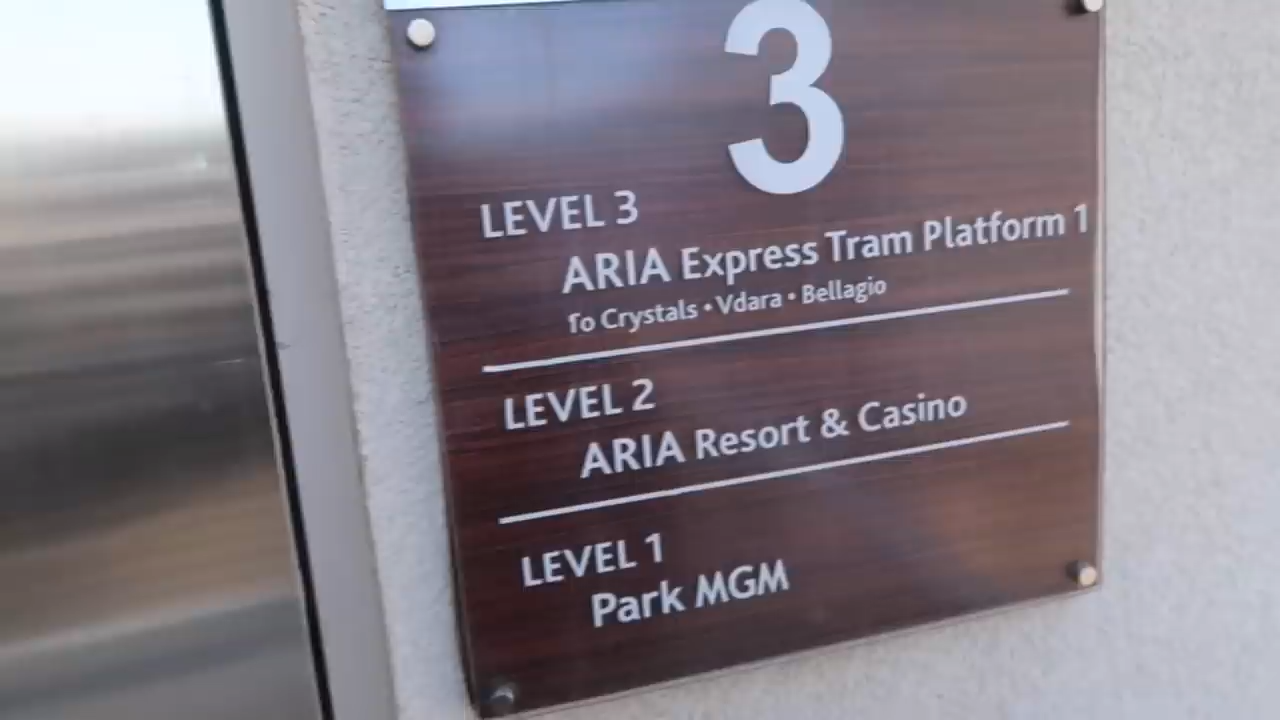 3
LEVEL 3
ARIA Express Tram Platform 1
To Crystals • Vdara • Bellagio
LEVEL 2
ARIA Resort & Casino
LEVEL 1
Park MGM